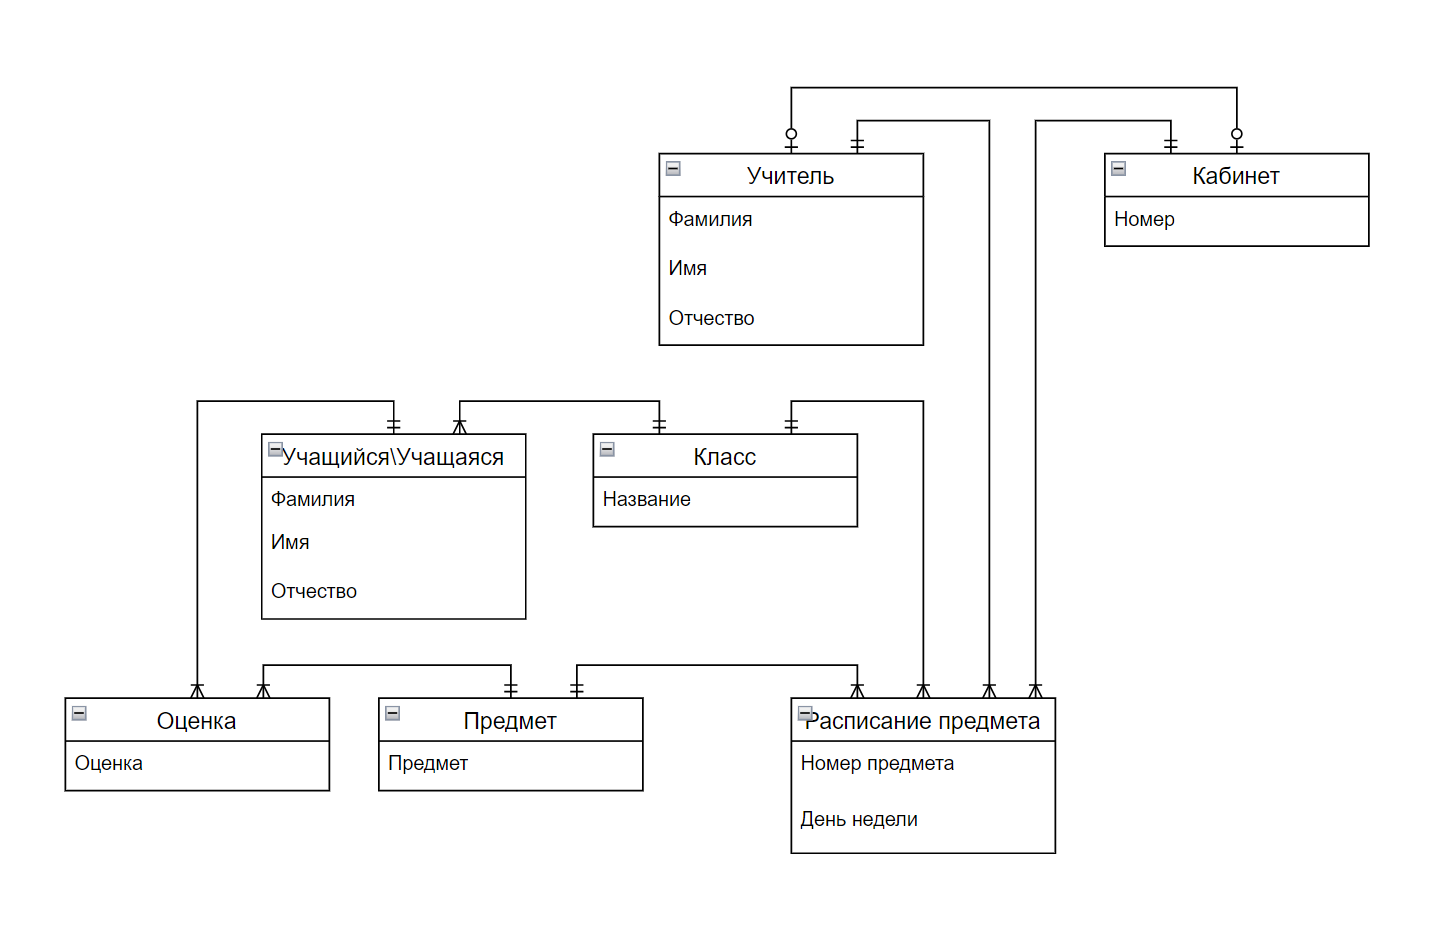 Учитель
Фамилия
Имя
Отчество
Кабинет
Номер
Учащийся\Учащаяся
Фамилия
Имя
Отчество
Класс
Название
Оценка
Оценка
Предмет
Предмет
Расписание предмета
Номер предмета
День недели